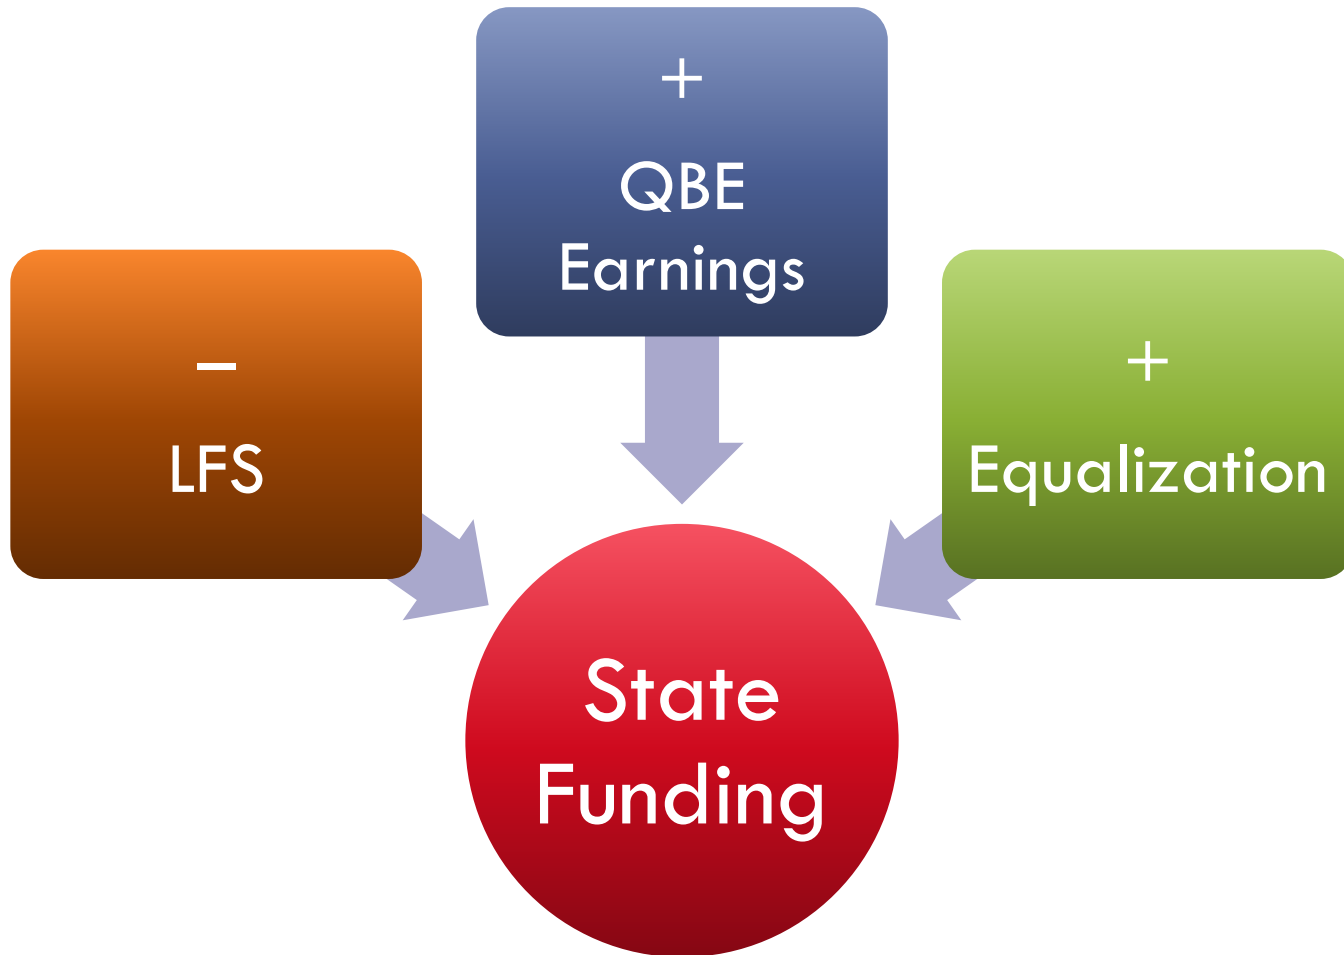 +
QBE
Earnings
–
LFS
+
Equalization
State
Funding